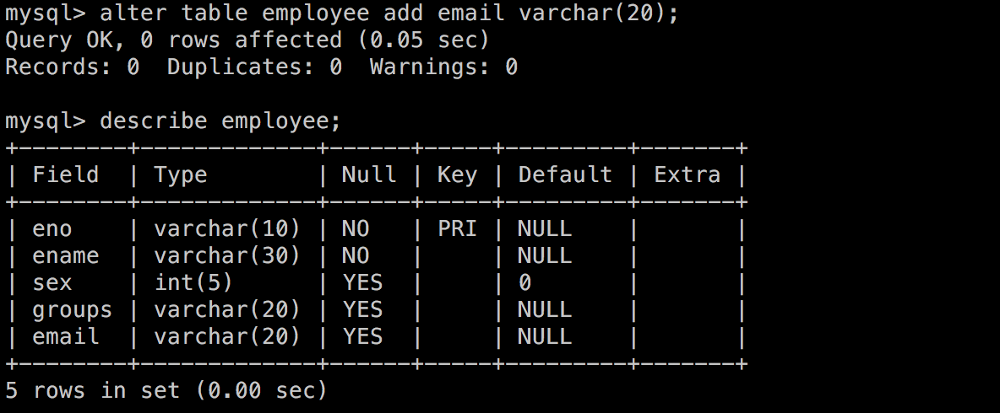 mysql> alter table employee add email varchar(20);
Query OK, 0 rows affected (0.05 sec)
Records: 0  Duplicates: 0  Warnings: 0

mysql> describe employee;
+--------+-------------+------+-----+---------+-------+
| Field  | Type        | Null | Key | Default | Extra |
+--------+-------------+------+-----+---------+-------+
| eno    | varchar(10) | NO   | PRI | NULL    |       |
| ename  | varchar(30) | NO   |     | NULL    |       |
| sex    | int(5)      | YES  |     | 0       |       |
| groups | varchar(20) | YES  |     | NULL    |       |
| email  | varchar(20) | YES  |     | NULL    |       |
+--------+-------------+------+-----+---------+-------+
5 rows in set (0.00 sec)